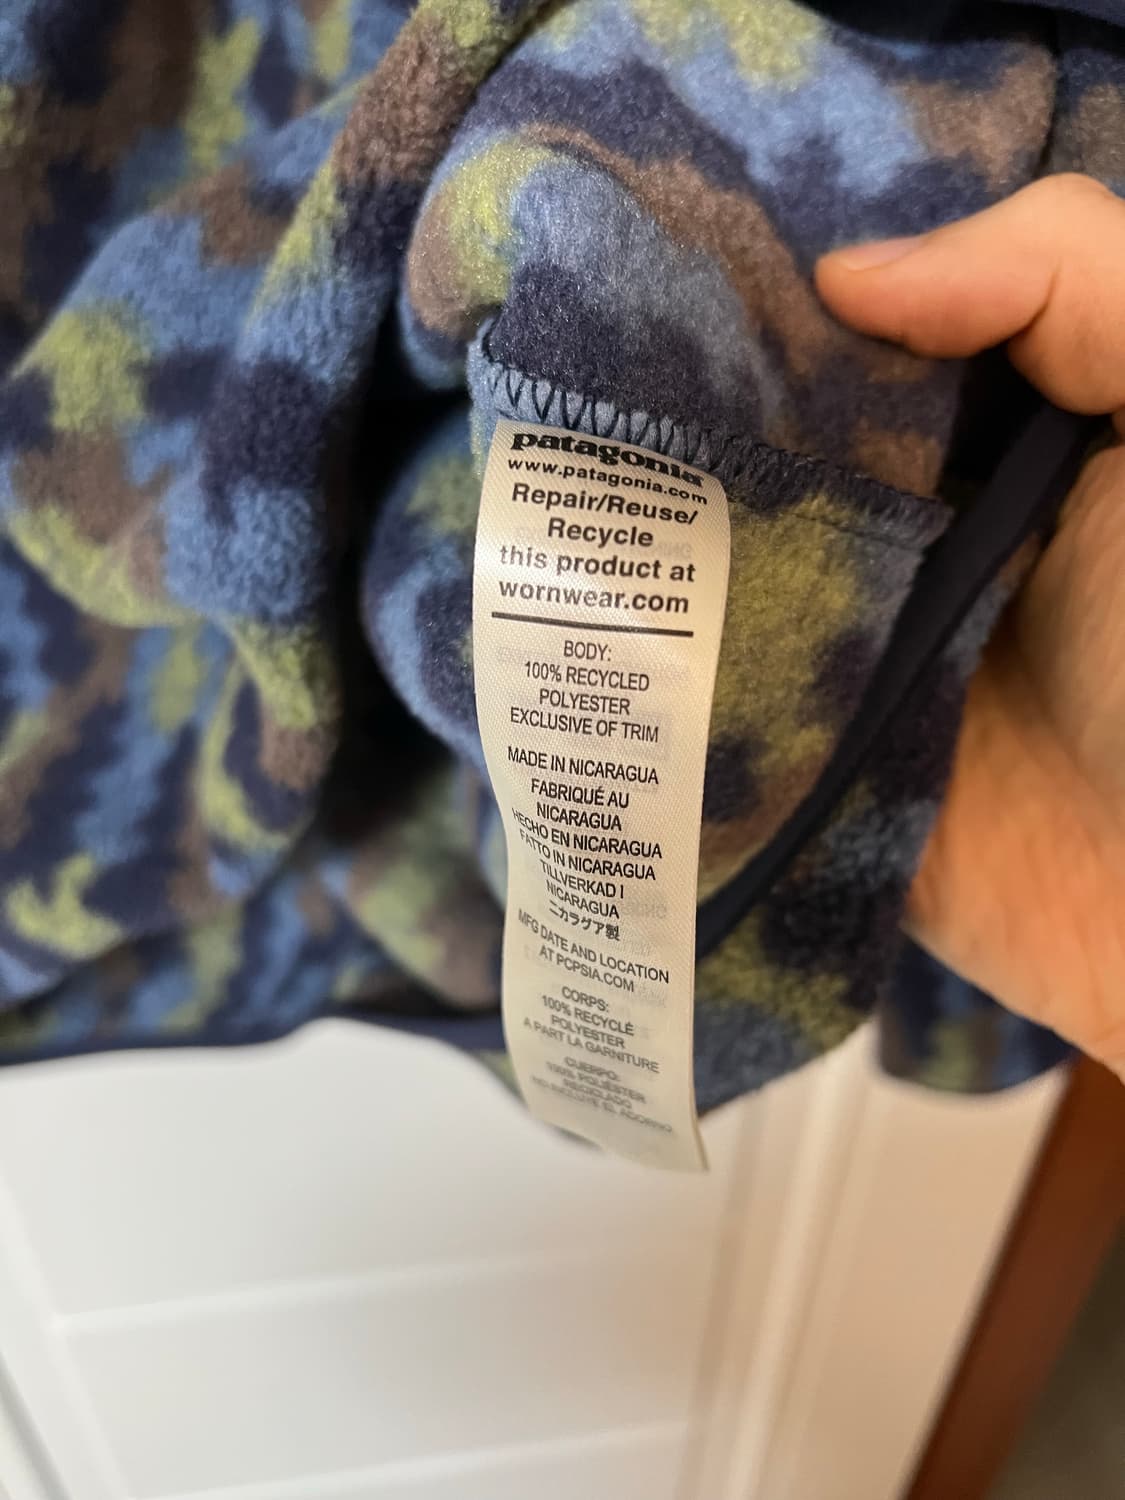 patagonia
www.patagonia.com
Repair/Reuse/
Recycle
this product at
wornwear.com
BODY:
100% RECYCLED
POLYESTER
EXCLUSIVE OF TRIM
MADE IN NICARAGUA
FABRIQUÉ AU
NICARAGUA
HECHO EN NICARAGUA
FATTO IN NICARAGUA
TILLVERKAD I
NICARAGUA
ニカラグア製
MFG DATE AND LOCATION
AT PCPSIA.COM
CORPS:
100% RECYCLÉ
POLYESTER
A PART LA GARNITURE
CUERPO:
100% POLIÉSTER
RECICLADO
NO INCLUYE EL ADORNO